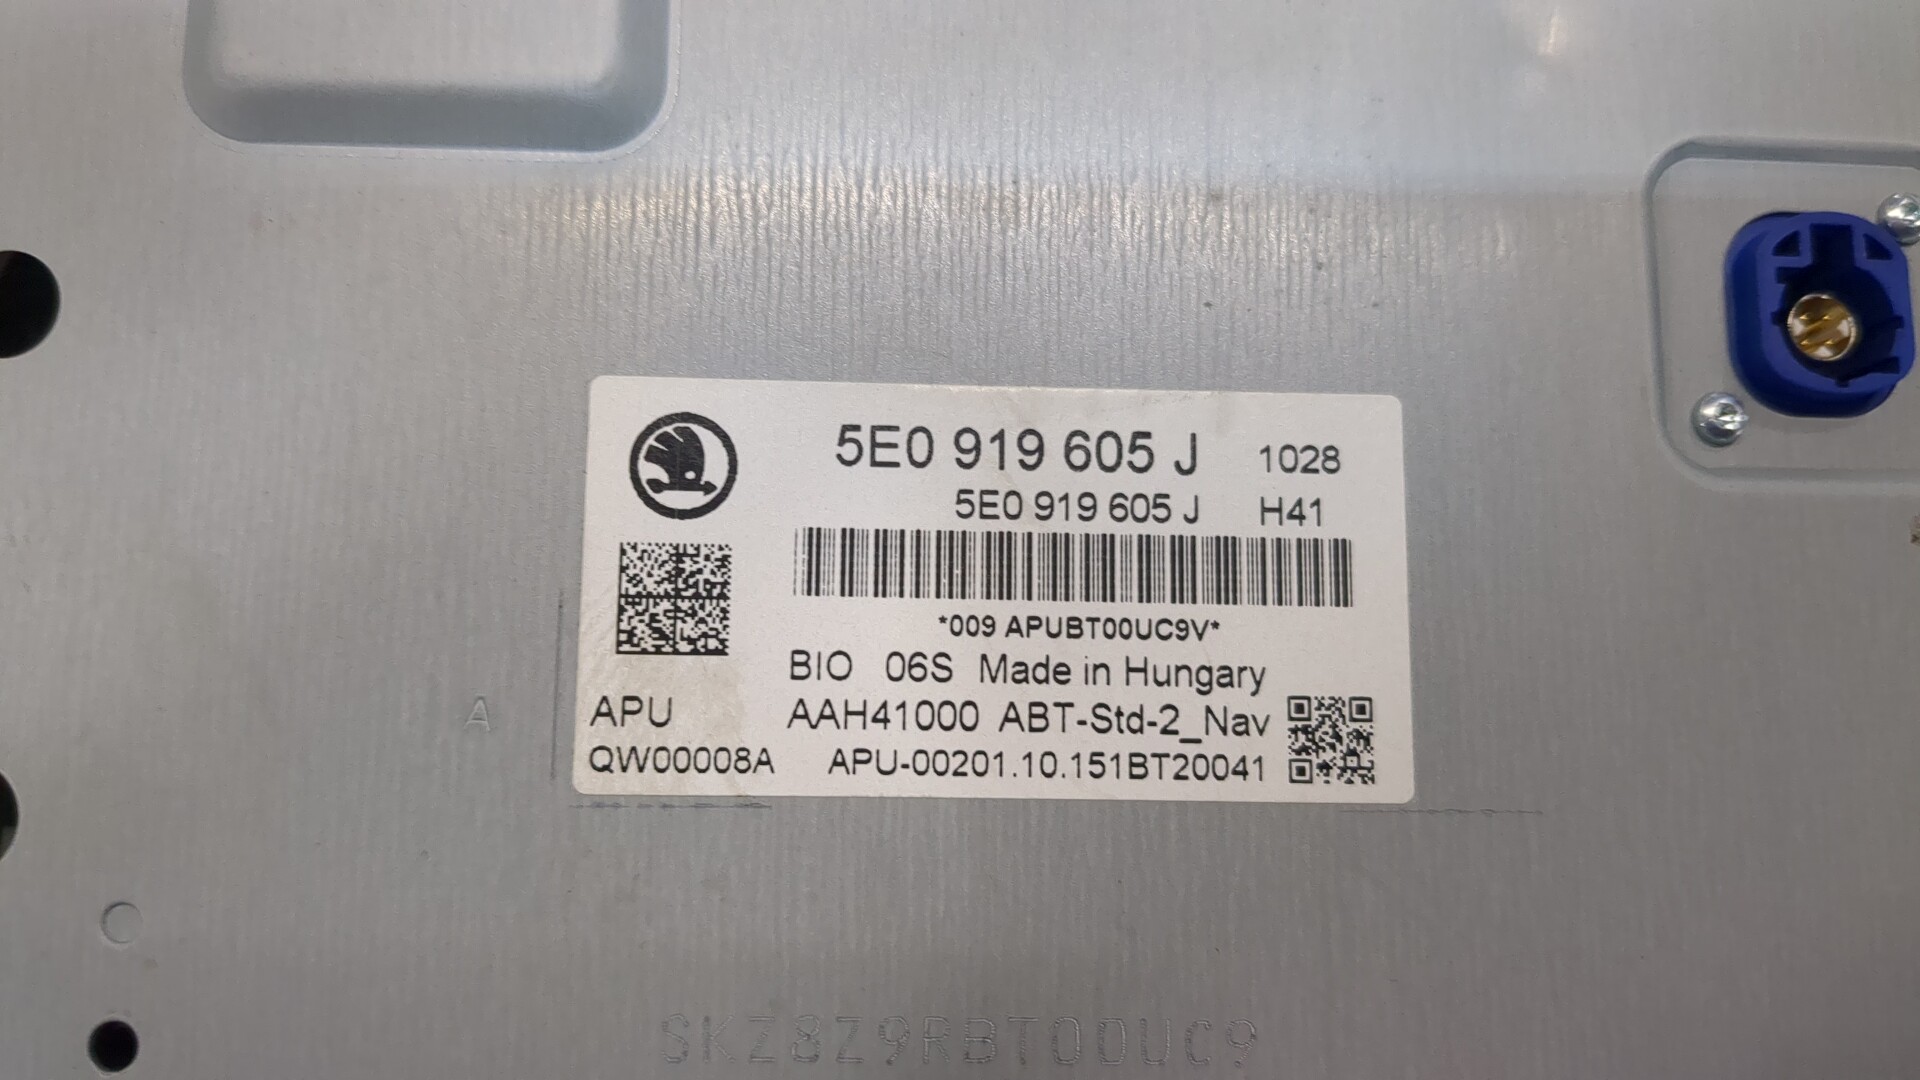 5E0 919 605 J 1028
5E0 919 605 J H41
*009 APUBT00UC9V*
BIO 06S Made in Hungary
APU AAH41000 ABT-Std-2_Nav
QW00008A APU-00201.10.151BT20041
A
SKZ8Z9RBT00UC9